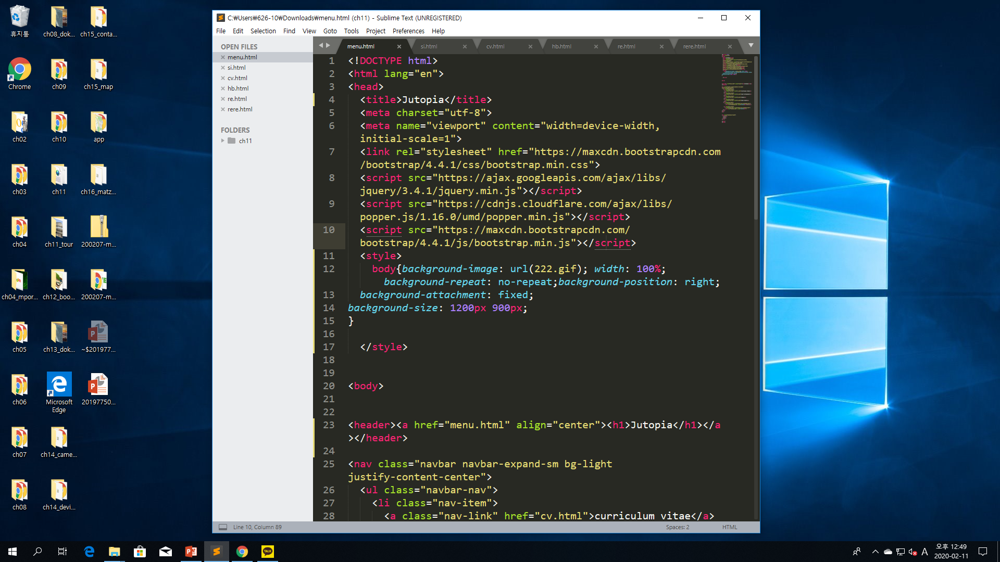 휴지통
ch08_dok...
ch15_conta...
Chrome
ch09
ch15_map
ch02
ch10
app
ch03
ch11
ch16_matz...
ch04
ch11_tour
200207-m...
ch04_mpor...
ch12_boo...
200207-m...
ch05
ch13_dok...
~$201977...
ch06
Microsoft
Edge
20197750...
ch07
ch14_came...
ch08
ch14_devi...
C:₩Users₩626-10₩Downloads₩menu.html (ch11) - Sublime Text (UNREGISTERED)
File Edit Selection Find View Goto Tools Project Preferences Help
OPEN FILES
menu.html
si.html
cv.html
hb.html
re.html
rere.html
FOLDERS
ch11
menu.html si.html cv.html hb.html re.html rere.html
1 <!DOCTYPE html>
2 <html lang="en">
3 <head>
4 <title>Jutopia</title>
5 <meta charset="utf-8">
6 <meta name="viewport" content="width=device-width,
initial-scale=1">
7 <link rel="stylesheet" href="https://maxcdn.bootstrapcdn.com
/bootstrap/4.4.1/css/bootstrap.min.css">
8 <script src="https://ajax.googleapis.com/ajax/libs/
jquery/3.4.1/jquery.min.js"></script>
9 <script src="https://cdnjs.cloudflare.com/ajax/libs/
popper.js/1.16.0/umd/popper.min.js"></script>
10 <script src="https://maxcdn.bootstrapcdn.com/
bootstrap/4.4.1/js/bootstrap.min.js"></script>
11 <style>
12 body{background-image: url(222.gif); width: 100%;
background-repeat: no-repeat;background-position: right;
13 background-attachment: fixed;
14 background-size: 1200px 900px;
15 }
16
17 </style>
18
19
20 <body>
21
22
23 <header><a href="menu.html" align="center"><h1>Jutopia</h1></a
></header>
24
25 <nav class="navbar navbar-expand-sm bg-light
justify-content-center">
26 <ul class="navbar-nav">
27 <li class="nav-item">
28 <a class="nav-link" href="cv.html">curriculum vitae</a>
Line 10, Column 89
Spaces: 2
HTML
TALK
A
오후 12:49
2020-02-11